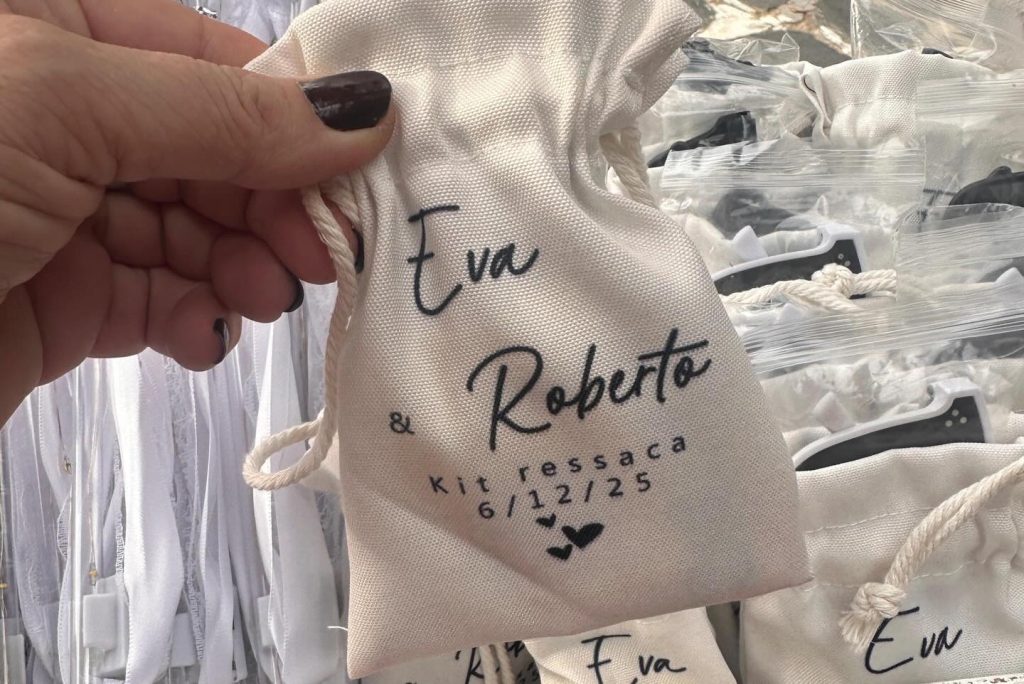 Eva
& Roberto
Kit ressaca
6/12/25
Eva
Eva